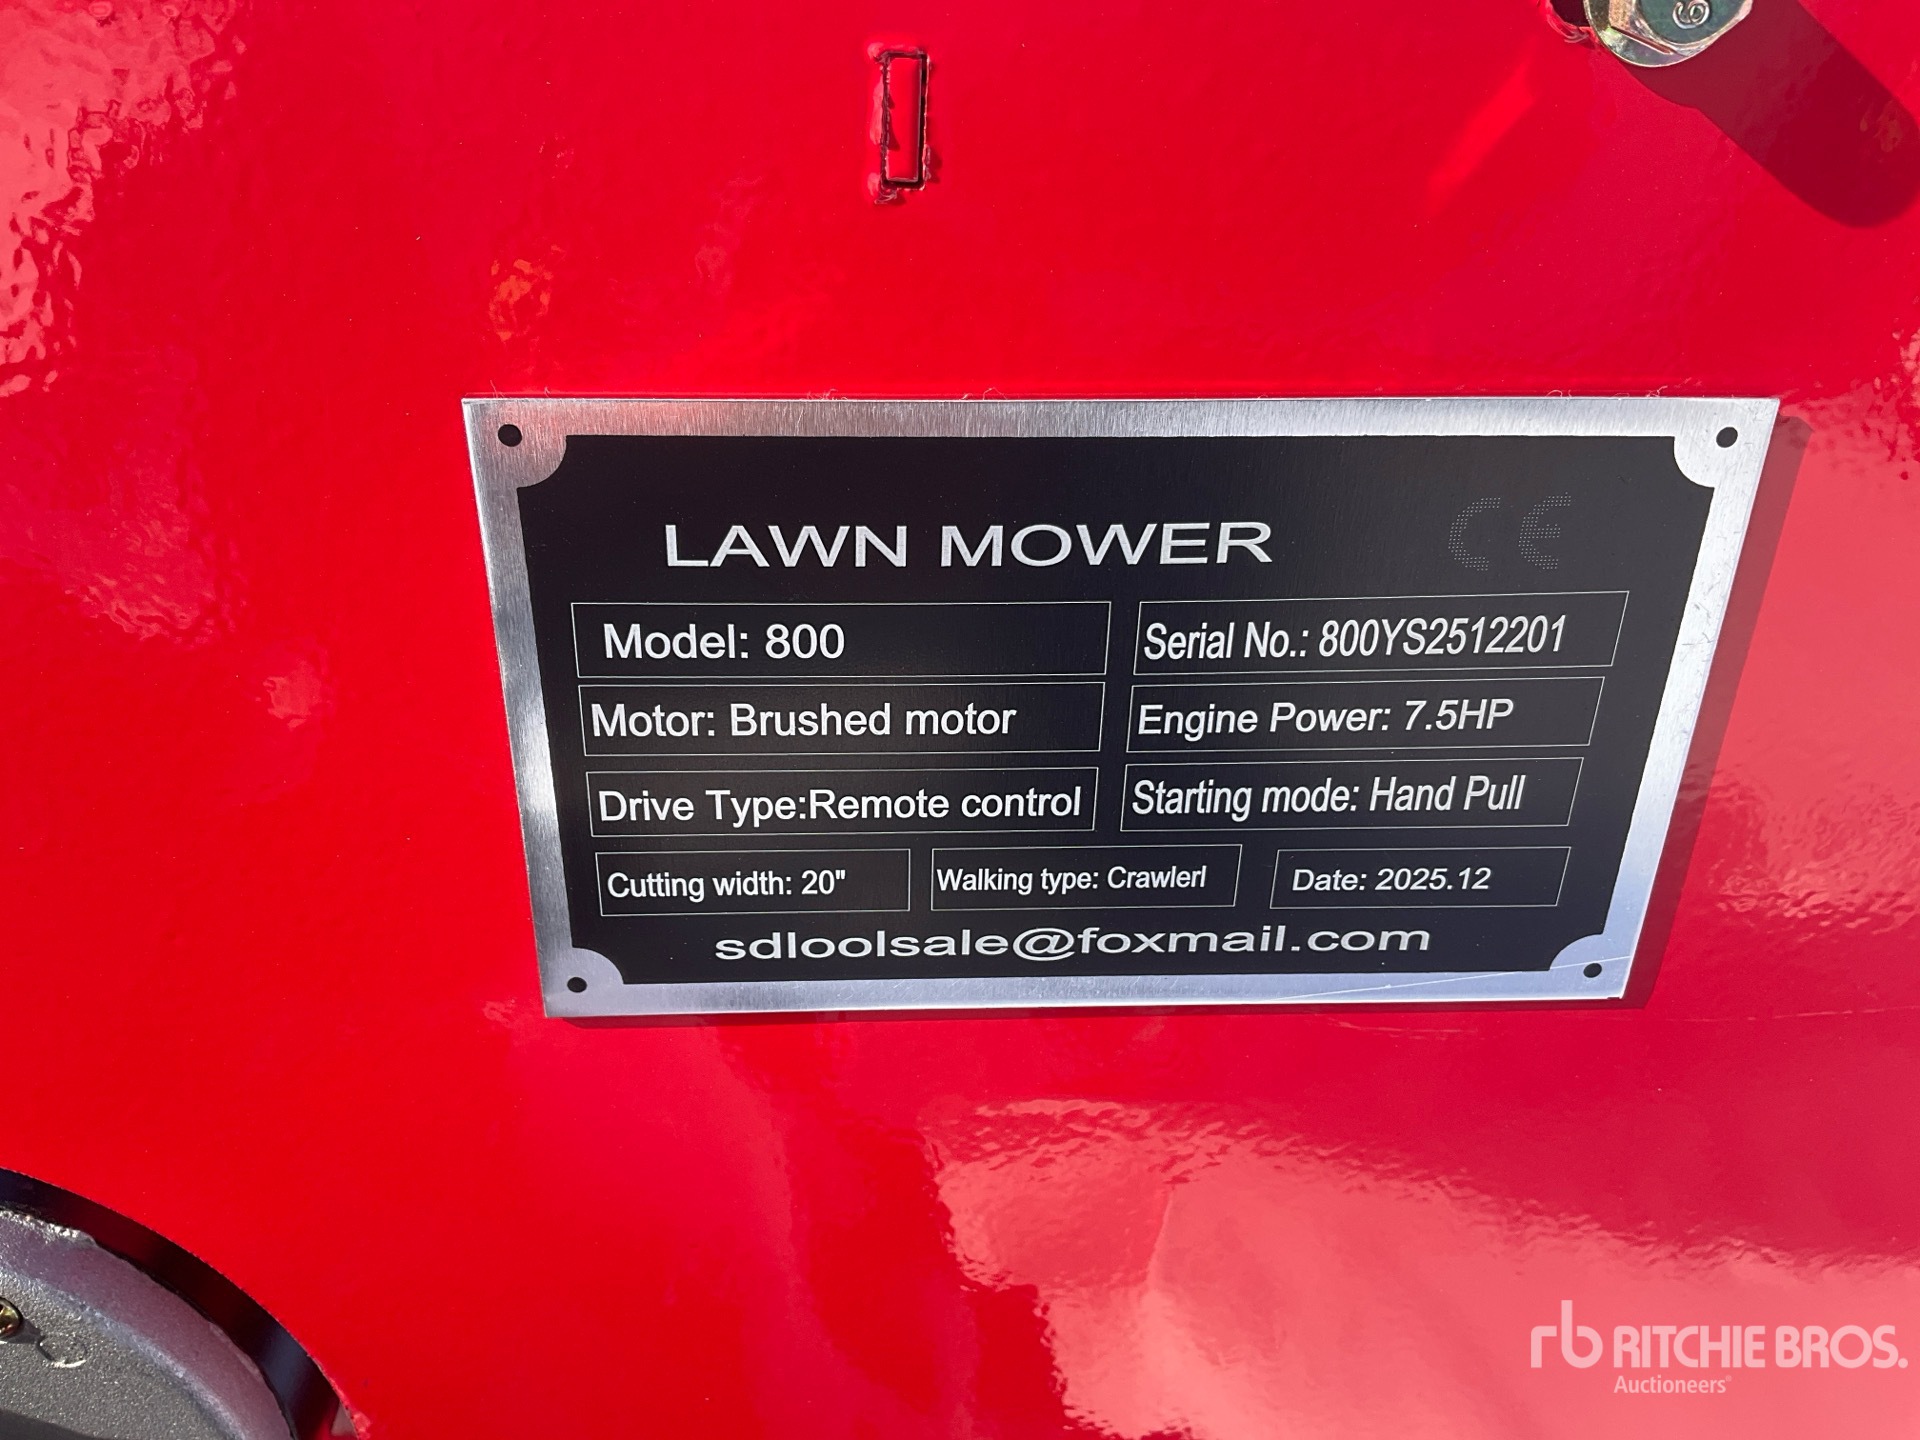 LAWN MOWER CE
Model: 800 Serial No.: 800YS2512201
Motor: Brushed motor Engine Power: 7.5HP
Drive Type:Remote control Starting mode: Hand Pull
Cutting width: 20" Walking type: Crawlerl Date: 2025.12
sdloolsale@foxmail.com
rb RITCHIE BROS.
Auctioneers®